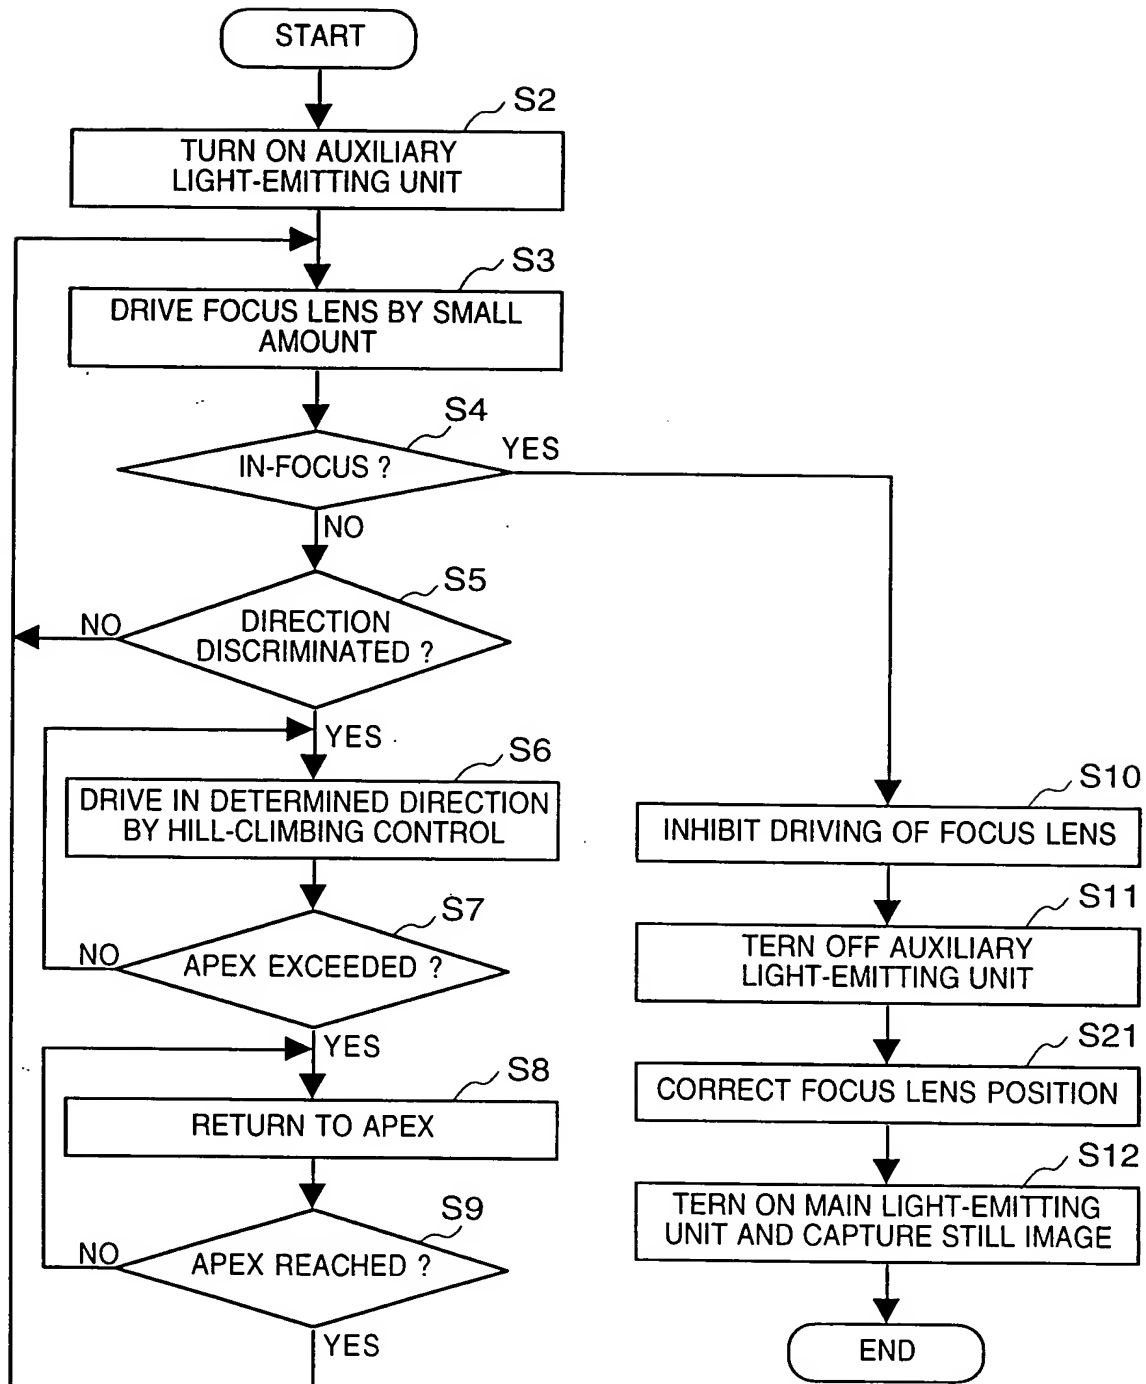 START
S2
TURN ON AUXILIARY
LIGHT-EMITTING UNIT
S3
DRIVE FOCUS LENS BY SMALL
AMOUNT
S4
IN-FOCUS ?
YES
NO
S5
DIRECTION
DISCRIMINATED ?
NO
YES
S6
DRIVE IN DETERMINED DIRECTION
BY HILL-CLIMBING CONTROL
S7
APEX EXCEEDED ?
NO
YES
S8
RETURN TO APEX
S9
APEX REACHED ?
NO
YES
S10
INHIBIT DRIVING OF FOCUS LENS
S11
TERN OFF AUXILIARY
LIGHT-EMITTING UNIT
S21
CORRECT FOCUS LENS POSITION
S12
TERN ON MAIN LIGHT-EMITTING
UNIT AND CAPTURE STILL IMAGE
END